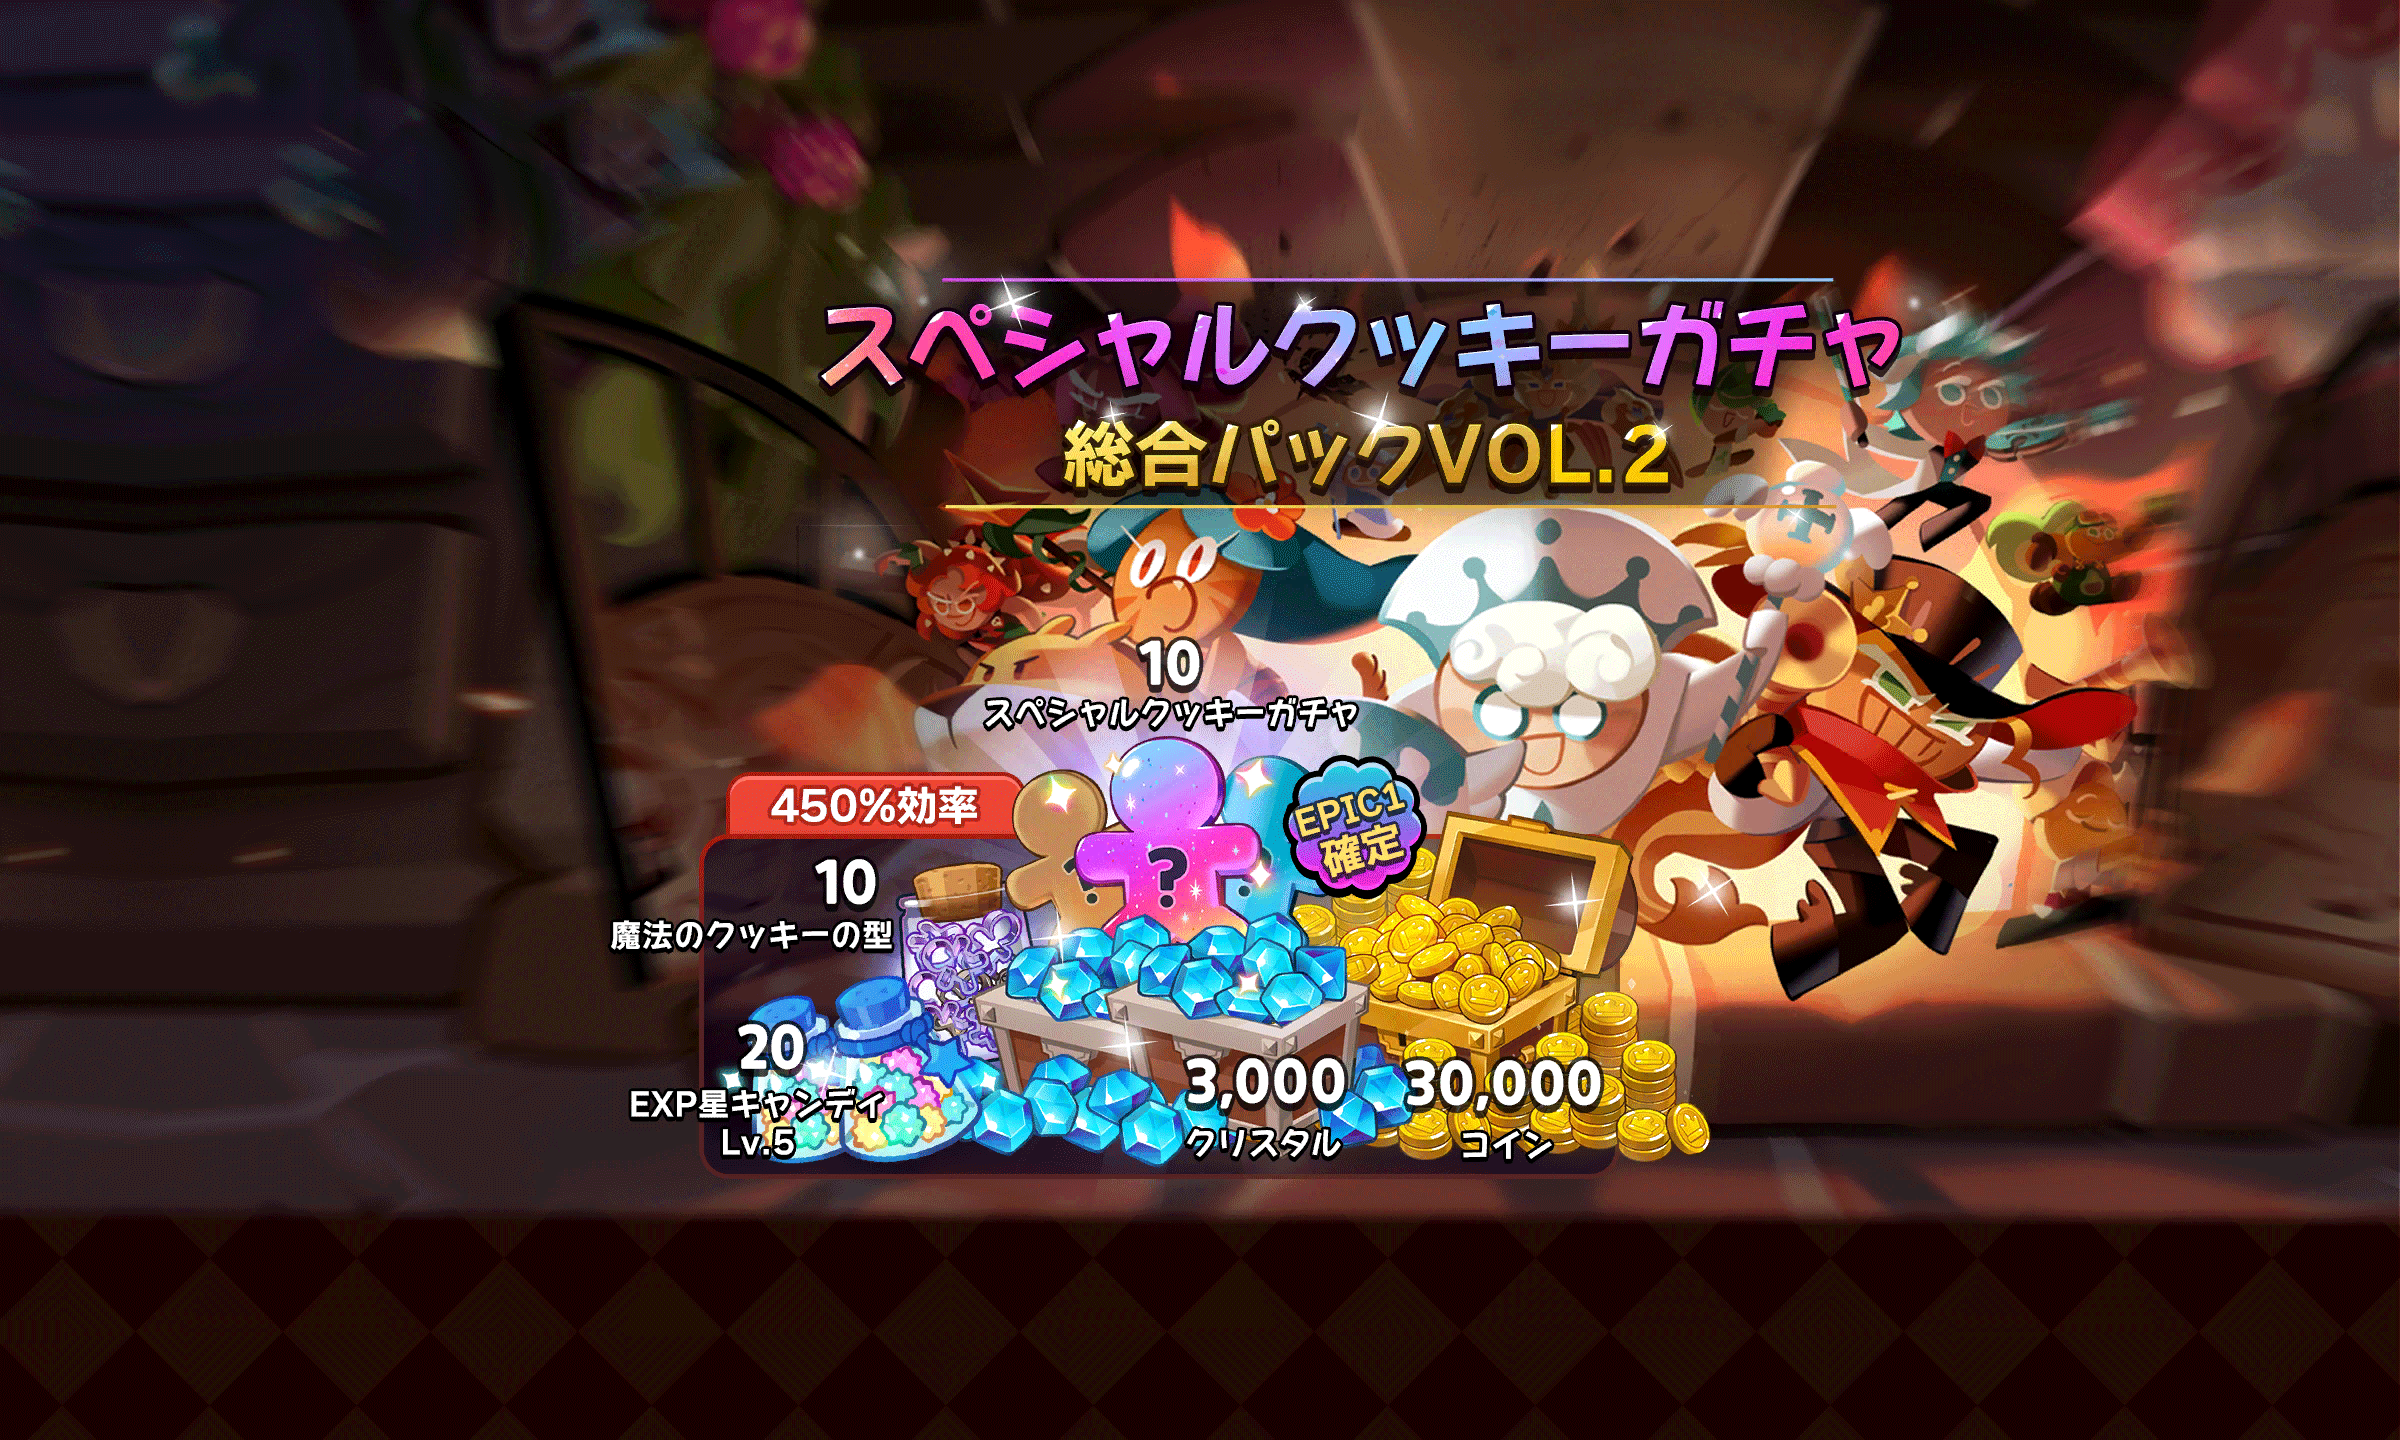 スペシャルクッキーガチャ
総合パックVOL.2
10
スペシャルクッキーガチャ
450%効率
EPIC1
確定
10
魔法のクッキーの型
20
EXP星キャンディ
Lv.5
3,000
クリスタル
30,000
コイン